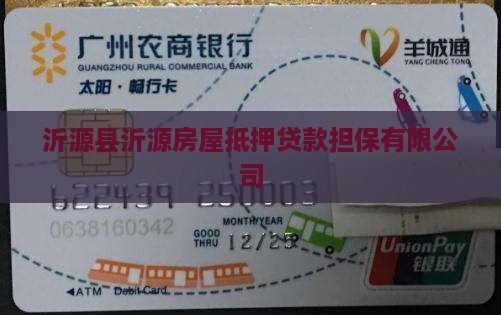 广州农商银行
GUANGZHOU RURAL COMMERCIAL BANK
太阳·畅行卡
羊城通
YANG CHENG TONG
沂源县沂源房屋抵押贷款担保有限公
司
622439 250003
0638160342
MONTH/YEAR
GOOD
THRU 12/25
UnionPay
银联
◄ATM Debit Card